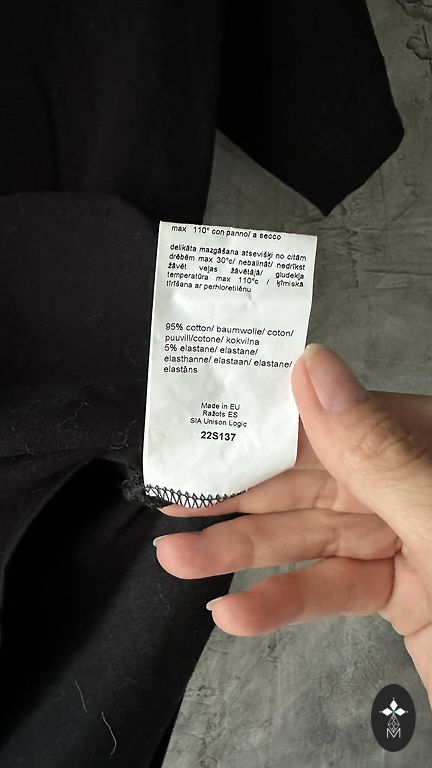 max 110° con panno/ a secco
delikāta mazgāšana atsevišķi no citām
drēbēm max 30°c/ nebalināt/ nedrīkst
žāvēt veļas žāvētājā/ gludekļa
temperatūra max 110°c / ķīmiskā
tīrīšana ar perhloretilēnu
95% cotton/ baumwolle/ coton/
puuvill/cotone/ kokvilna
5% elastane/ elastane/
elasthanne/ elastaan/ elastane/
elastāns
Made in EU
Ražots ES
SIA Unison Logic
22S137
M